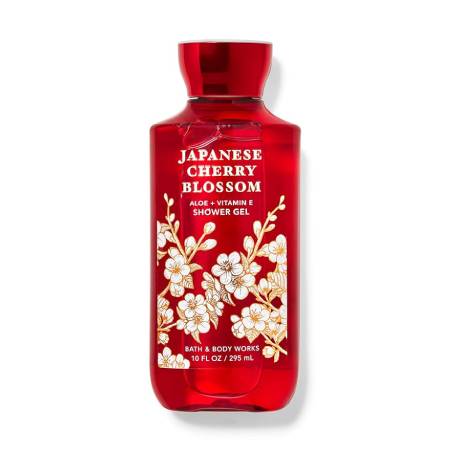 JAPANESE
CHERRY
BLOSSOM
ALOE + VITAMIN E
SHOWER GEL
BATH & BODY WORKS
10 FL OZ / 295 mL